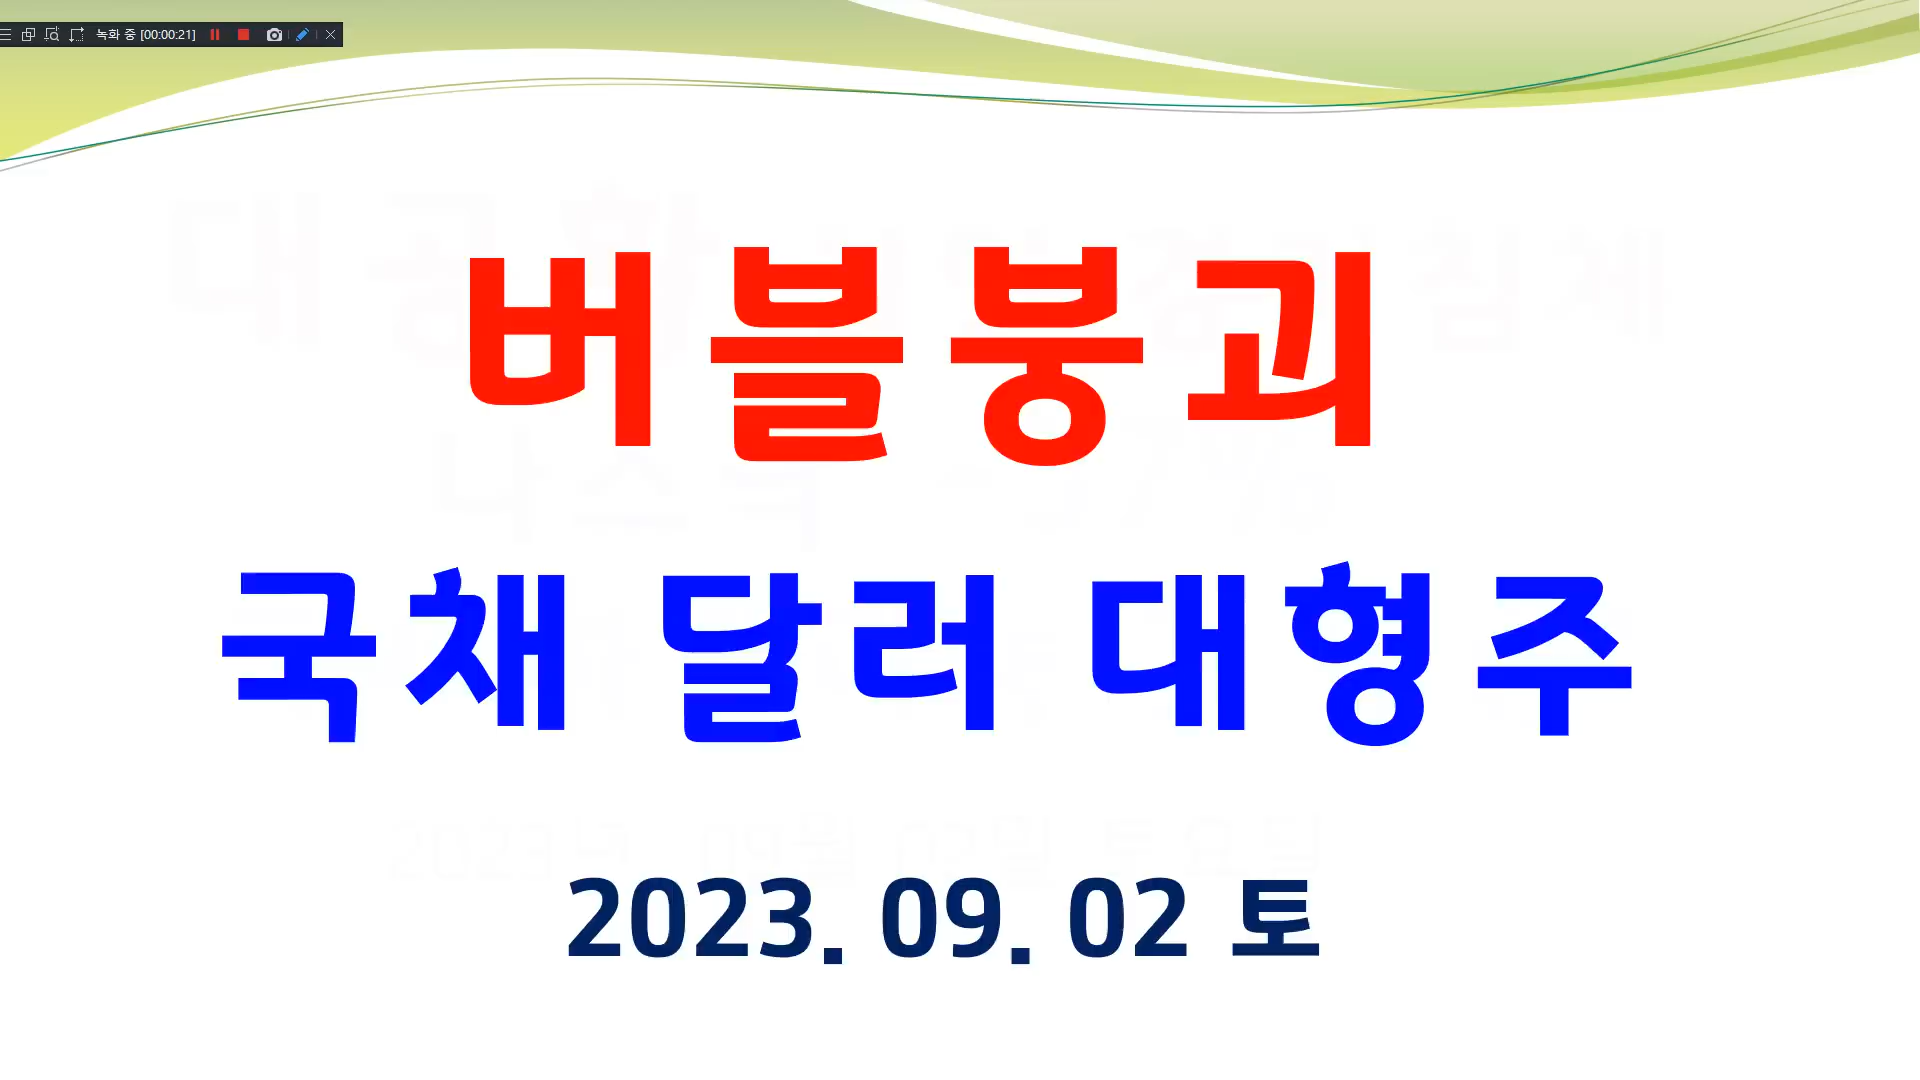 녹화 중 [00:00:21]
버블붕괴
국채 달러 대형주
2023. 09. 02 토